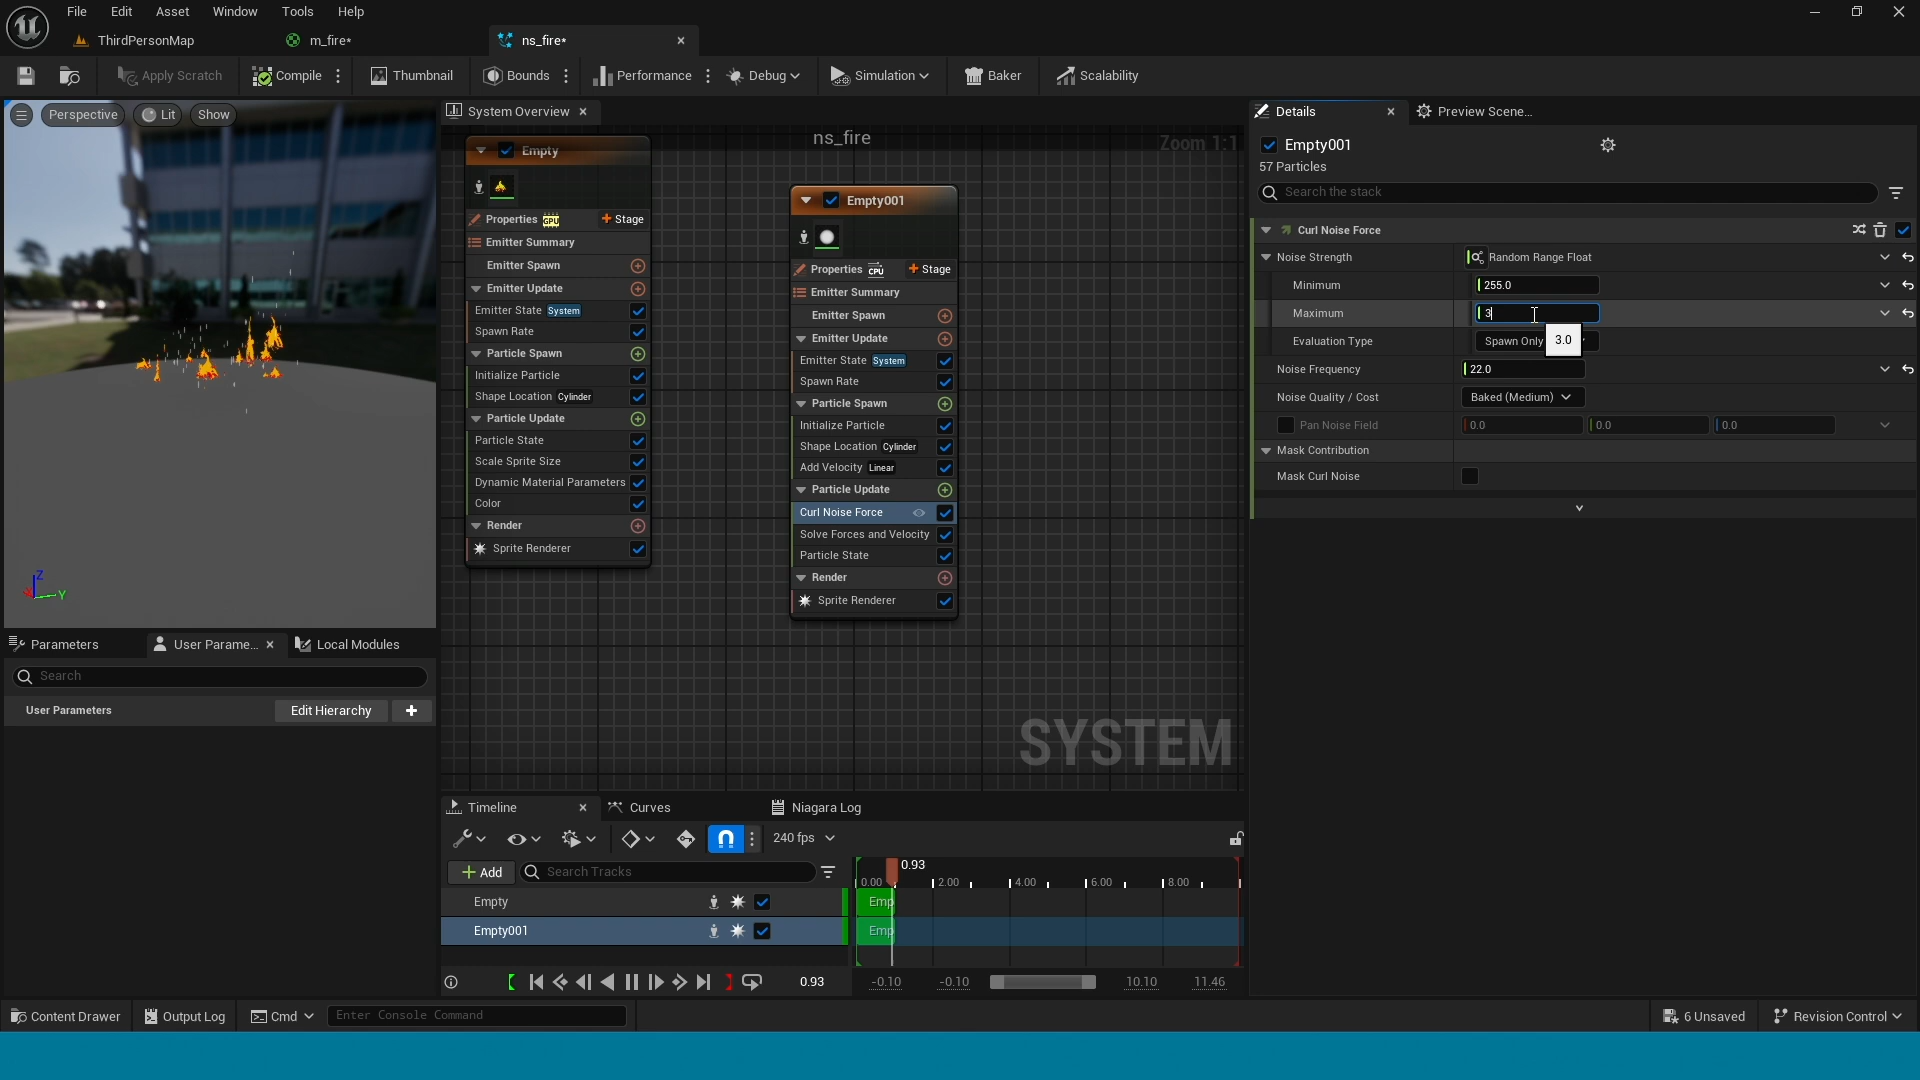 File Edit Asset Window Tools Help
ThirdPersonMap m_fire* ns_fire*
Apply Scratch Compile Thumbnail Bounds Performance Debug Simulation Baker Scalability
Perspective Lit Show
System Overview
ns_fire
Zoom 1:1
Empty
Properties GPU Stage
Emitter Summary
Emitter Spawn
Emitter Update
Emitter State System
Spawn Rate
Particle Spawn
Initialize Particle
Shape Location Cylinder
Particle Update
Particle State
Scale Sprite Size
Dynamic Material Parameters
Color
Render
Sprite Renderer
Empty001
Properties CPU Stage
Emitter Summary
Emitter Spawn
Emitter Update
Emitter State System
Spawn Rate
Particle Spawn
Initialize Particle
Shape Location Cylinder
Add Velocity Linear
Particle Update
Curl Noise Force
Solve Forces and Velocity
Particle State
Render
Sprite Renderer
SYSTEM
Details Preview Scene...
Empty001
57 Particles
Search the stack
Curl Noise Force
Noise Strength Random Range Float
Minimum 255.0
Maximum 3
Evaluation Type Spawn Only
3.0
Noise Frequency 22.0
Noise Quality / Cost Baked (Medium)
Pan Noise Field 0.0 0.0 0.0
Mask Contribution
Mask Curl Noise
Z
Y
Parameters User Parame... Local Modules
Search
User Parameters Edit Hierarchy
Timeline Curves Niagara Log
240 fps
0.93
Add Search Tracks
0.00 2.00 4.00 6.00 8.00
Empty Emp
Empty001 Emp
0.93 -0.10 -0.10 10.10 11.46
Content Drawer Output Log Cmd Enter Console Command 6 Unsaved Revision Control